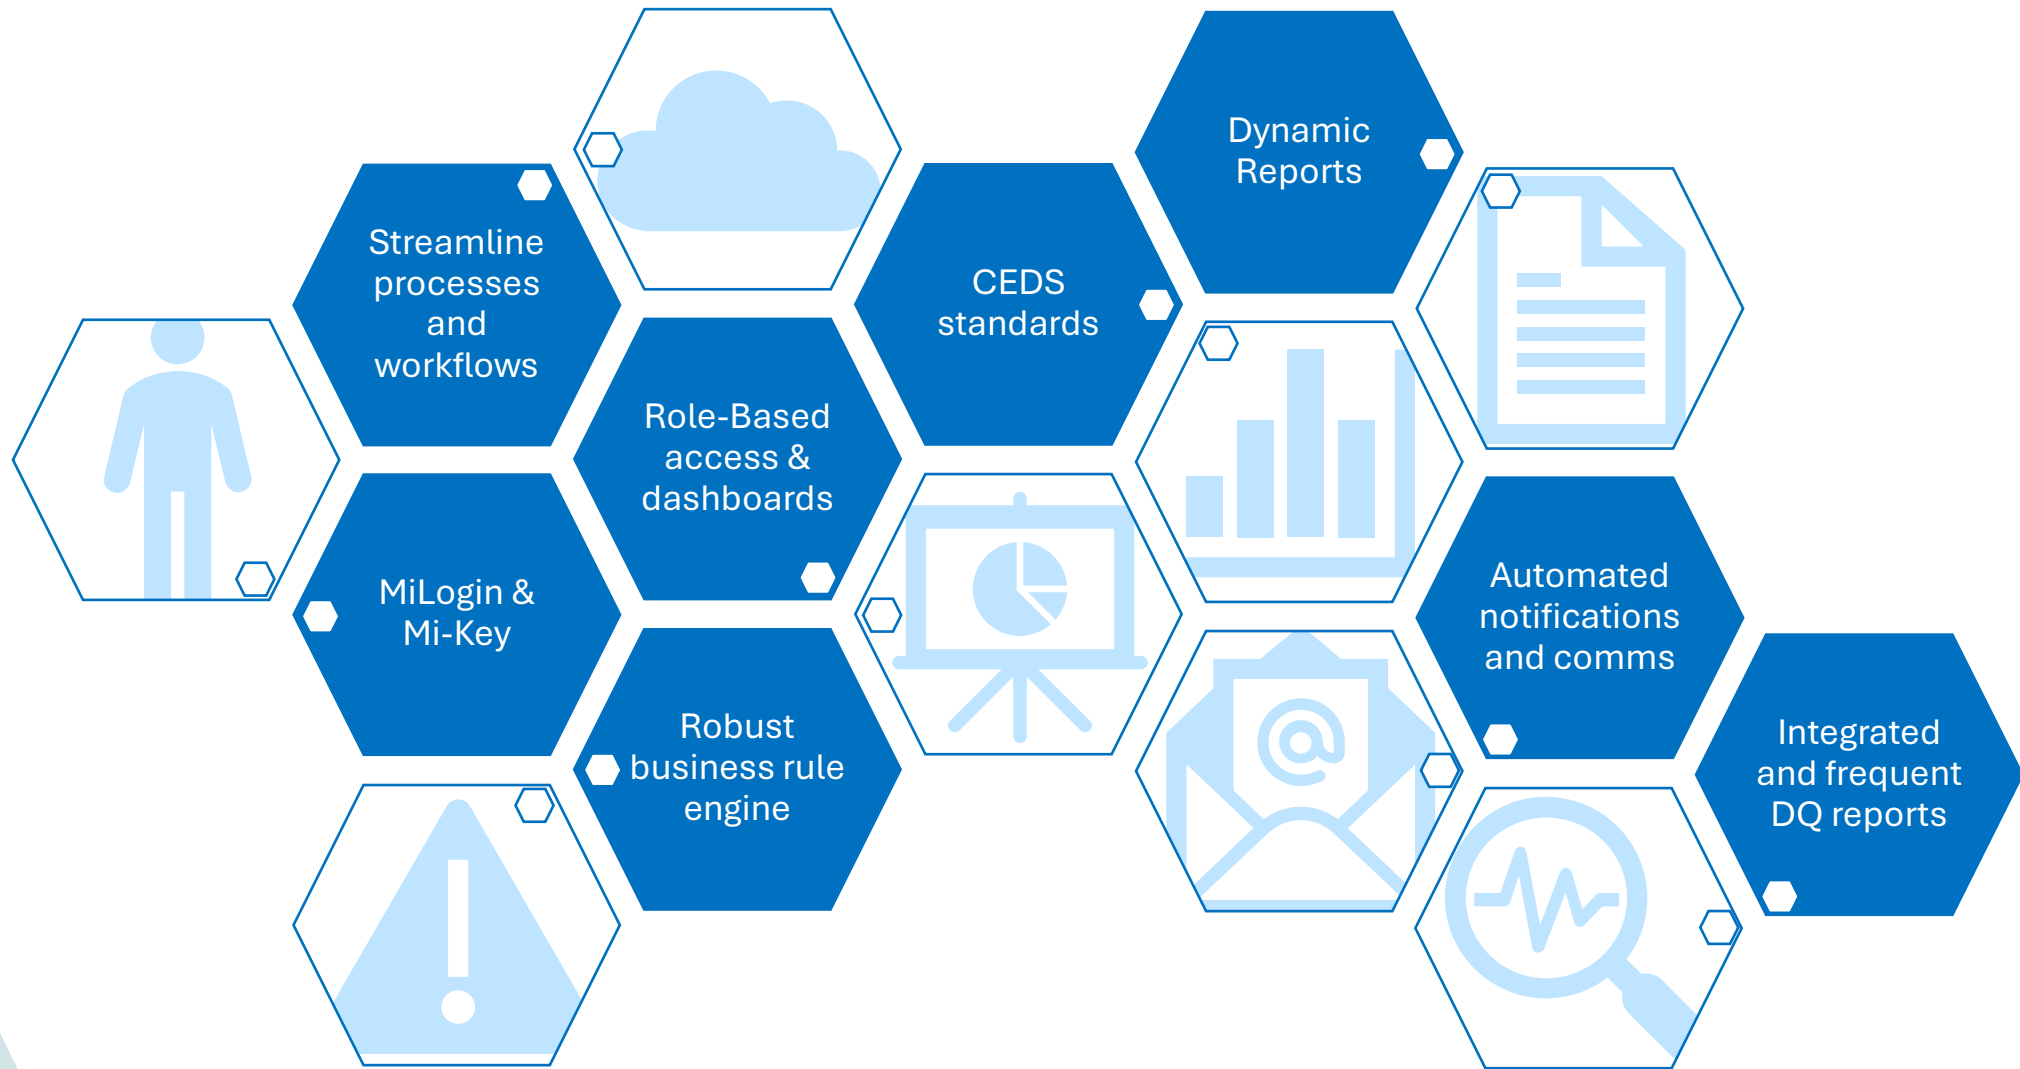 Streamline
processes
and
workflows
MiLogin &
Mi-Key
Role-Based
access &
dashboards
Robust
business rule
engine
CEDS
standards
Dynamic
Reports
Automated
notifications
and comms
Integrated
and frequent
DQ reports
@